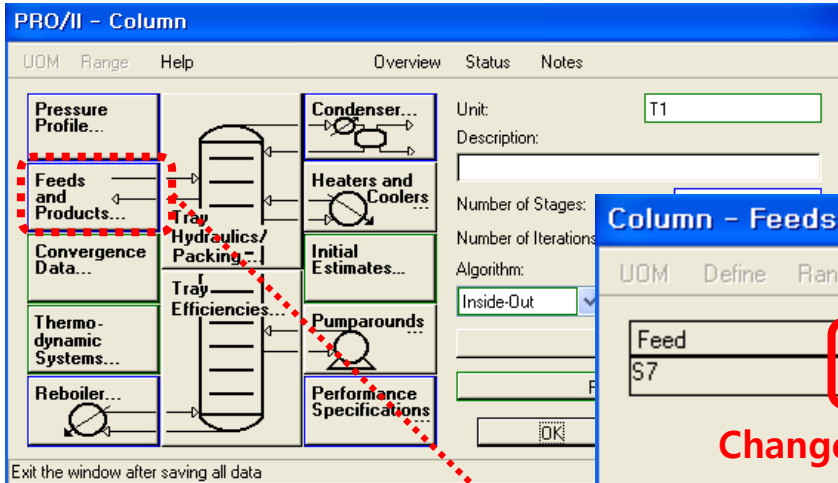 PRO/II - Column
UOM Range Help Overview Status Notes
Pressure
Profile...
Feeds
and
Products...
Convergence
Data...
Thermo-
dynamic
Systems...
Reboiler...
Tray
Hydraulics/
Packing...
Tray
Efficiencies...
Condenser...
Heaters and
Coolers
...
Initial
Estimates...
Pumparounds
...
Performance
Specifications
...
Unit: T1
Description:
Number of Stages:
Number of Iterations
Algorithm:
Inside-Out
OK
Exit the window after saving all data
Column - Feeds
UOM Define
Feed
S7